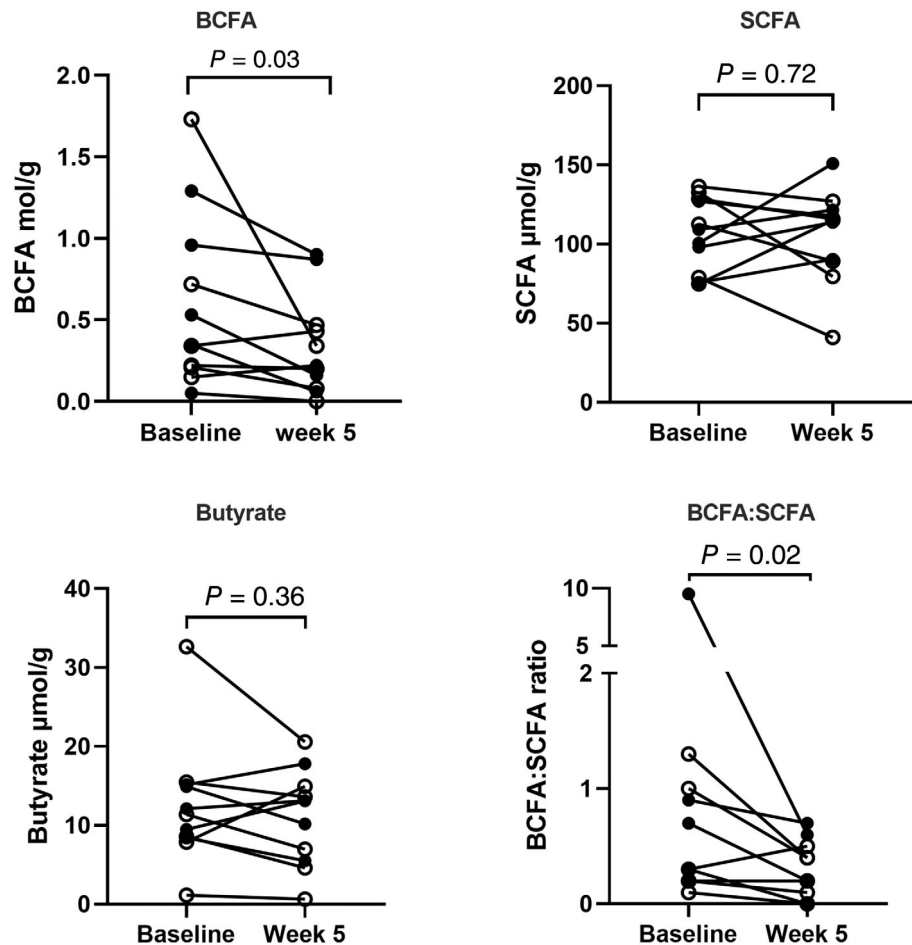 BCFA
P = 0.03
2.0
1.5
1.0
0.5
0.0
BCFA mol/g
Baseline week 5
SCFA
P = 0.72
200
150
100
50
0
SCFA µmol/g
Baseline Week 5
Butyrate
P = 0.36
40
30
20
10
0
Butyrate µmol/g
Baseline Week 5
BCFA:SCFA
P = 0.02
10
5
2
1
0
BCFA:SCFA ratio
Baseline Week 5